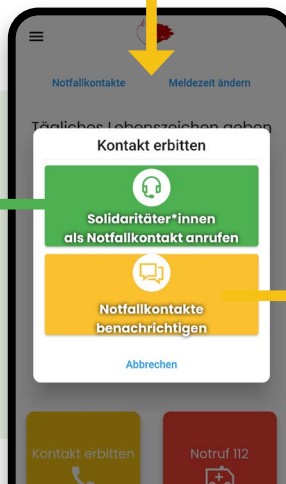 Notfallkontakte Meldezeit ändern
Tägliches Lebenszeichen geben
Kontakt erbitten
Solidaritäter*innen
als Notfallkontakt anrufen
Notfallkontakte
benachrichtigen
Abbrechen
Kontakt erbitten Notruf 112